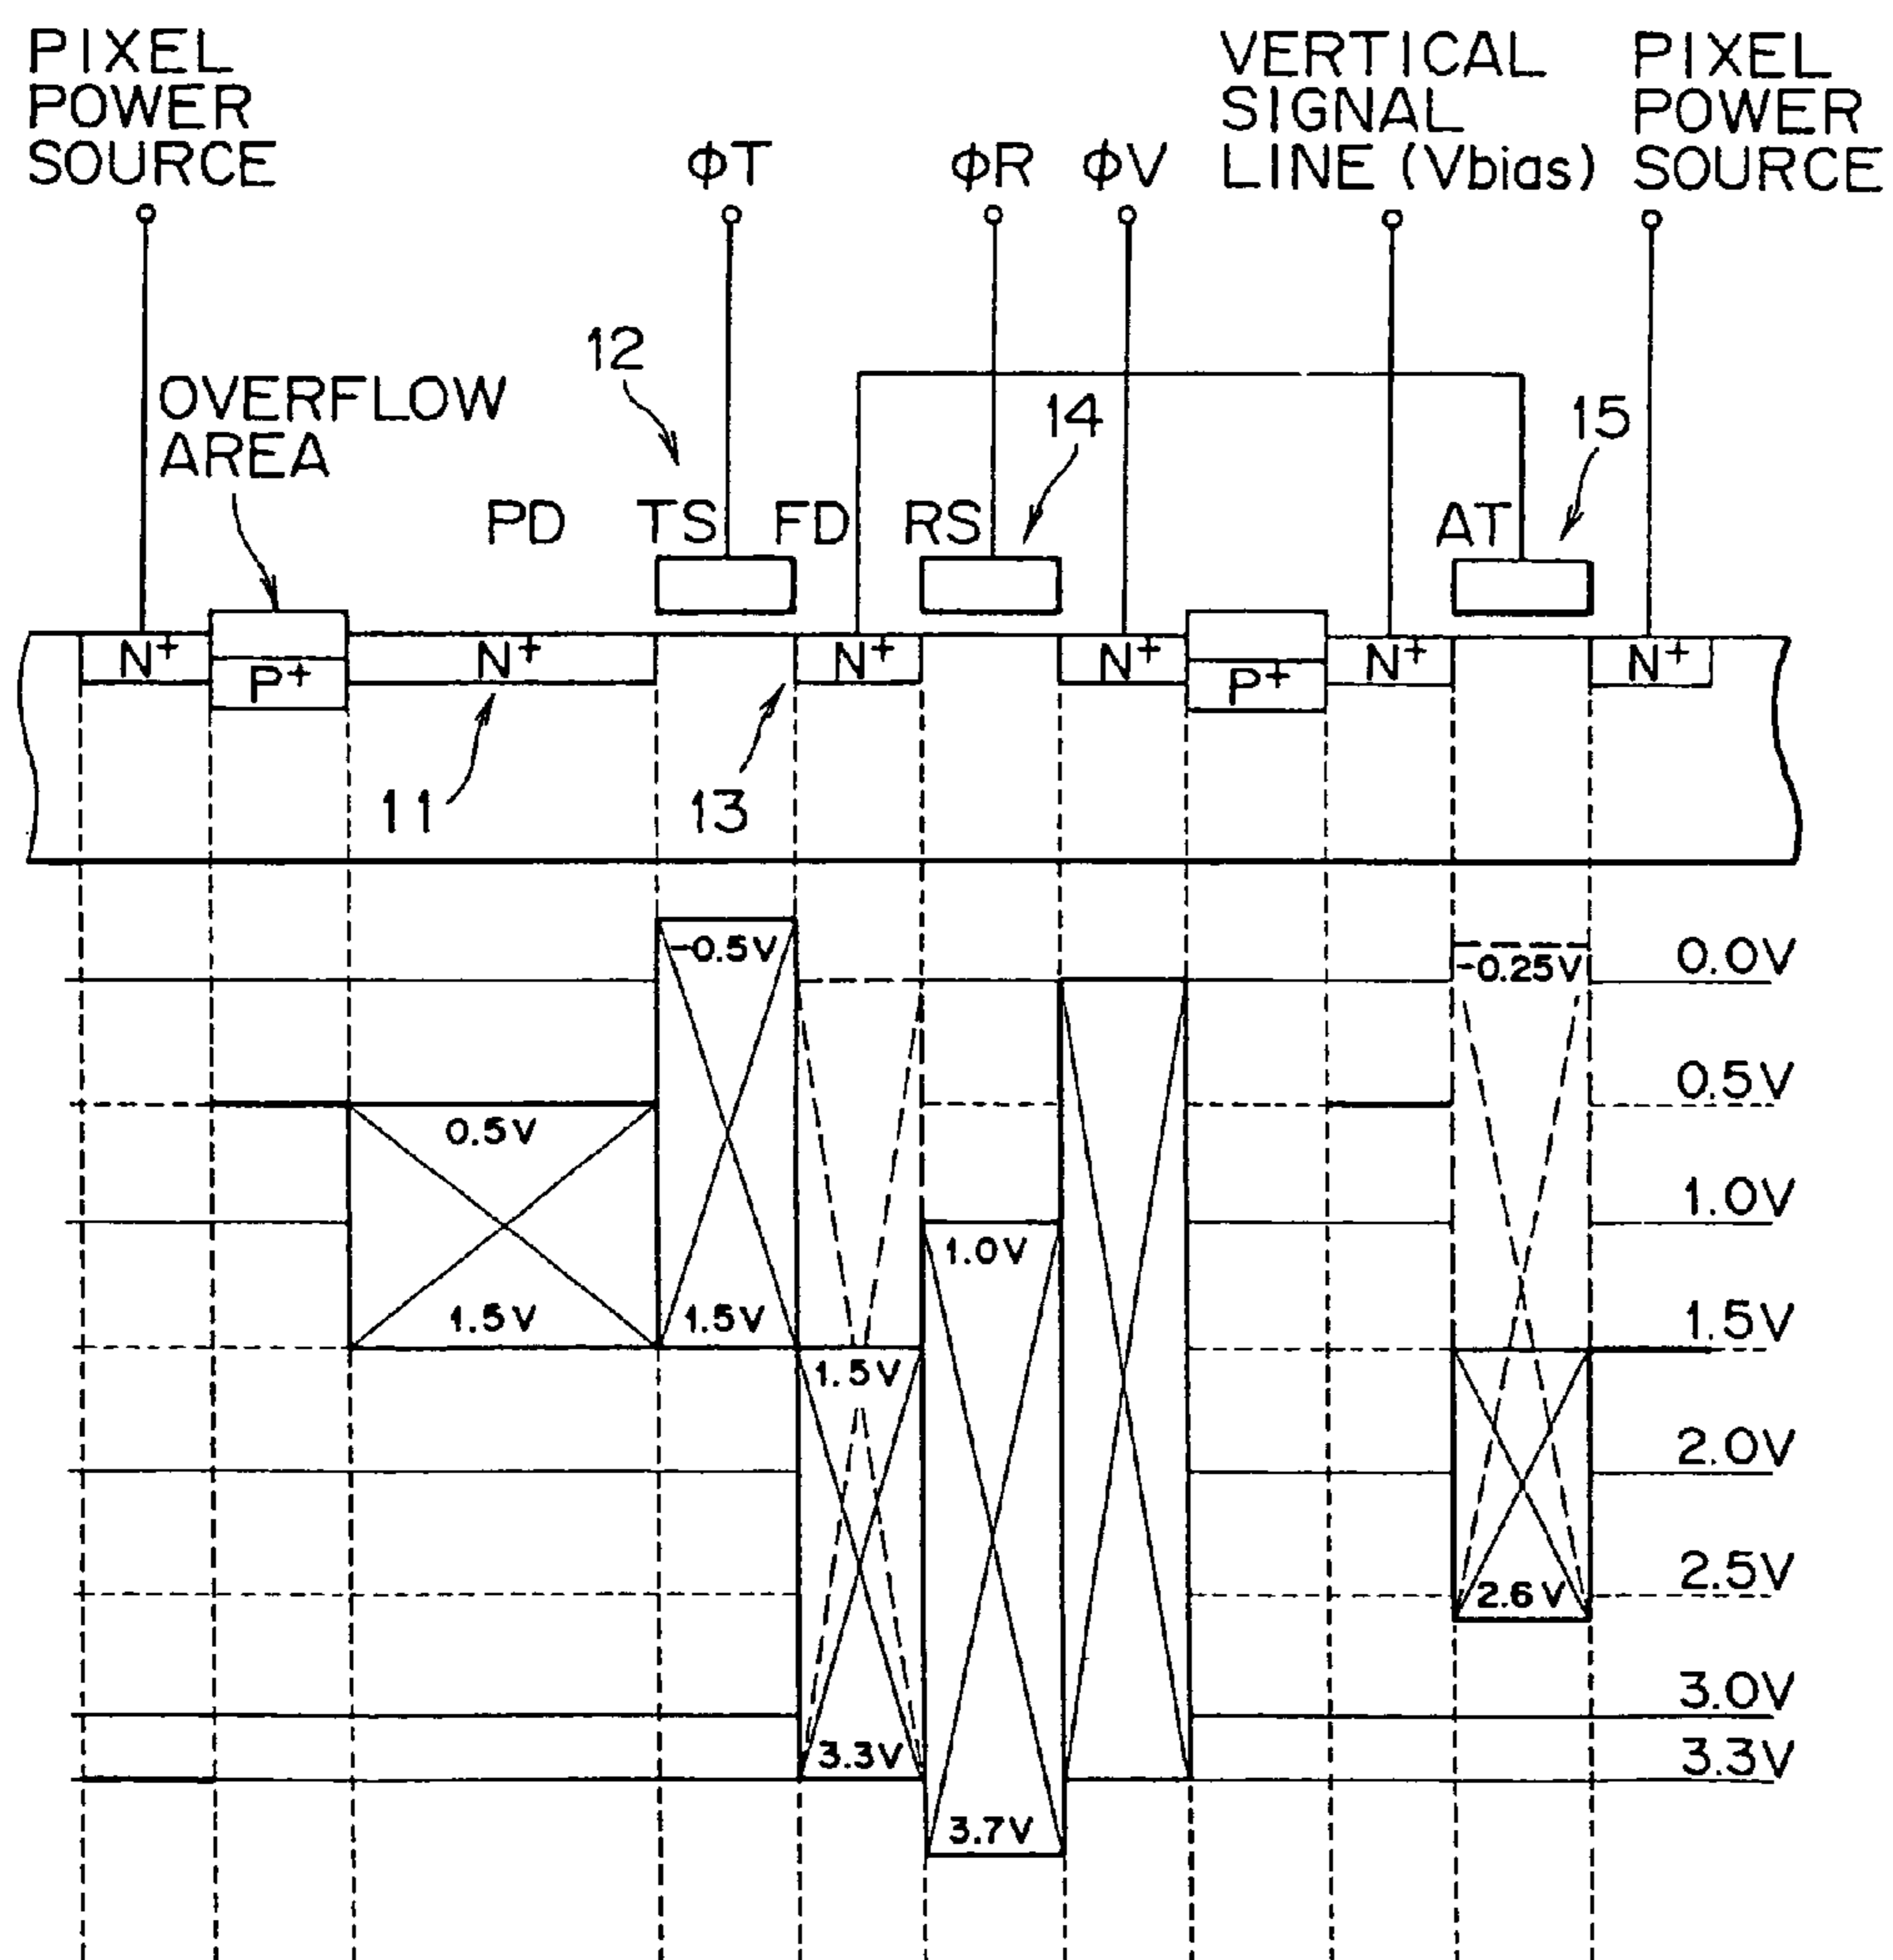 PIXEL
POWER
SOURCE
ϕT
ϕR
ϕV
VERTICAL
SIGNAL
LINE (Vbias)
PIXEL
POWER
SOURCE
12
OVERFLOW
AREA
14
15
PD
TS
FD
RS
AT
N+
P+
N+
N+
N+
P+
N+
N+
11
13
-0.5V
-0.25V
0.0V
0.5V
0.5V
1.0V
1.0V
1.5V
1.5V
1.5V
1.5V
2.0V
2.5V
2.6V
3.0V
3.3V
3.3V
3.7V